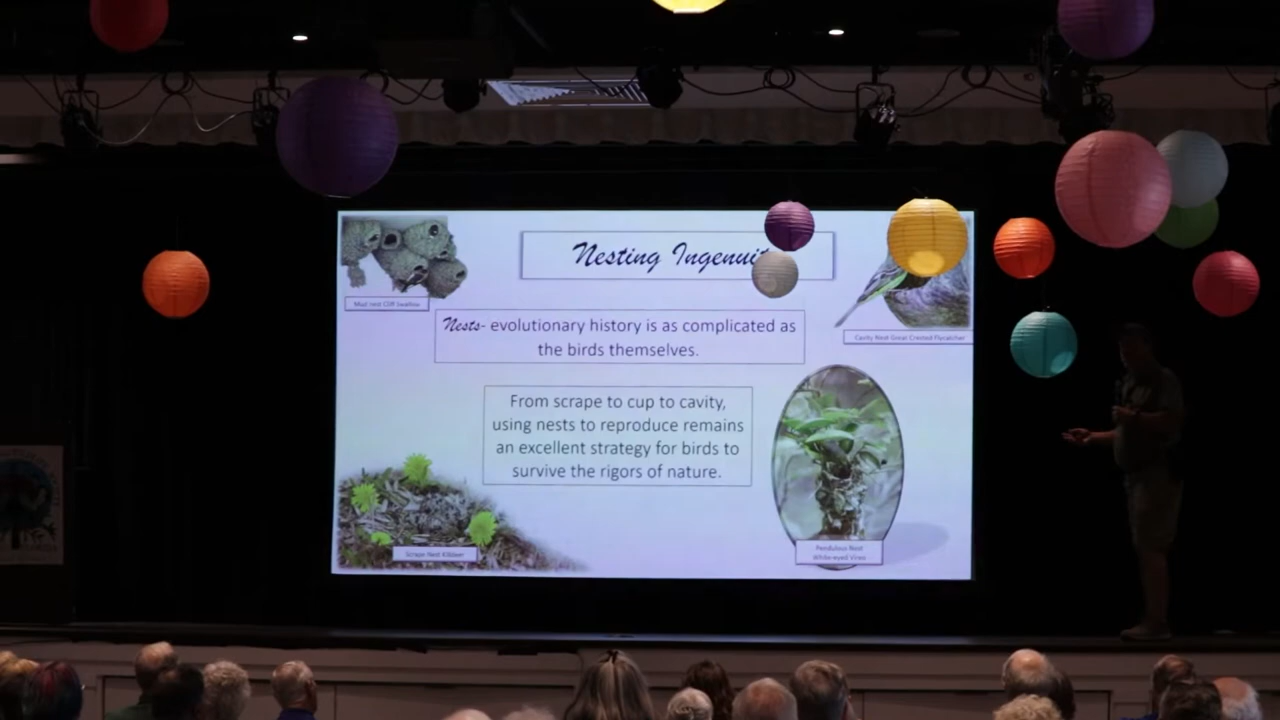 Nesting Ingenuit
Mud nest Cliff Swallow
Cavity Nest Great Crested Flycatcher
Nests- evolutionary history is as complicated as
the birds themselves.
From scrape to cup to cavity,
using nests to reproduce remains
an excellent strategy for birds to
survive the rigors of nature.
Scrape Nest Killdeer
Pendulous Nest
White-eyed Vireo